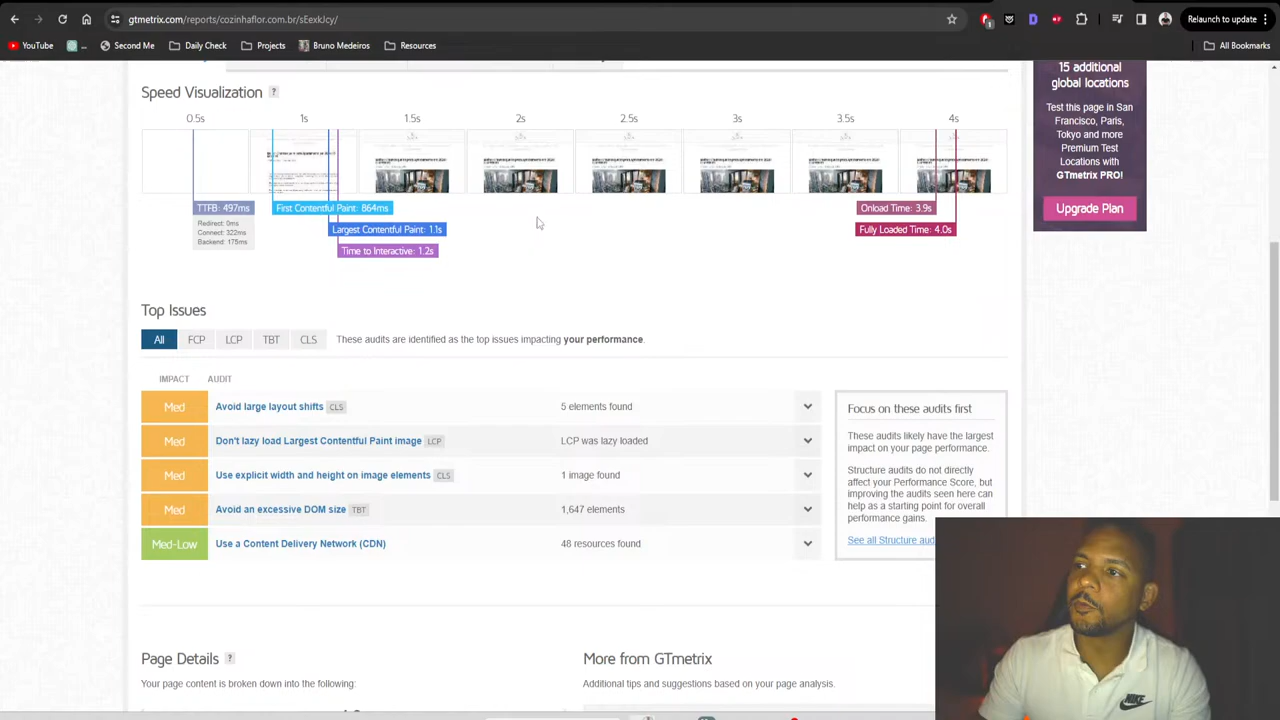 gtmetrix.com/reports/cozinhaflor.com.br/sEexkJcy/
Relaunch to update
YouTube
Second Me
Daily Check
Projects
Bruno Medeiros
Resources
All Bookmarks
15 additional
global locations
Test this page in San
Francisco, Paris,
Tokyo and more
Premium Test
Locations with
GTmetrix PRO!
Upgrade Plan
Speed Visualization ?
0.5s 1s 1.5s 2s 2.5s 3s 3.5s 4s
TTFB: 497ms
Redirect: 0ms
Connect: 322ms
Backend: 175ms
First Contentful Paint: 864ms
Largest Contentful Paint: 1.1s
Time to Interactive: 1.2s
Onload Time: 3.9s
Fully Loaded Time: 4.0s
Top Issues
All FCP LCP TBT CLS These audits are identified as the top issues impacting your performance.
IMPACT AUDIT
Med Avoid large layout shifts CLS 5 elements found
Med Don't lazy load Largest Contentful Paint image LCP LCP was lazy loaded
Med Use explicit width and height on image elements CLS 1 image found
Med Avoid an excessive DOM size TBT 1,647 elements
Med-Low Use a Content Delivery Network (CDN) 48 resources found
Focus on these audits first
These audits likely have the largest
impact on your page performance.
Structure audits do not directly
affect your Performance Score, but
improving the audits seen here can
help as a starting point for overall
performance gains.
See all Structure aud
Page Details ?
Your page content is broken down into the following:
More from GTmetrix
Additional tips and suggestions based on your page analysis.